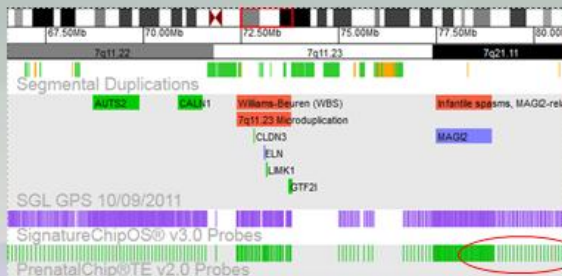 67.50Mb 70.00Mb 72.50Mb 75.00Mb 77.50Mb 80.00Mb
7q11.22 7q11.23 7q21.11
Segmental Duplications
AUTS2 CALN1 Williams-Beuren (WBS) Infantile spasms, MAGI2-rela
7q11.23 Microduplication
CLDN3 MAGI2
ELN
LIMK1
GTF2I
SGL GPS 10/09/2011
SignatureChipOS® v3.0 Probes
PrenatalChip®TE v2.0 Probes